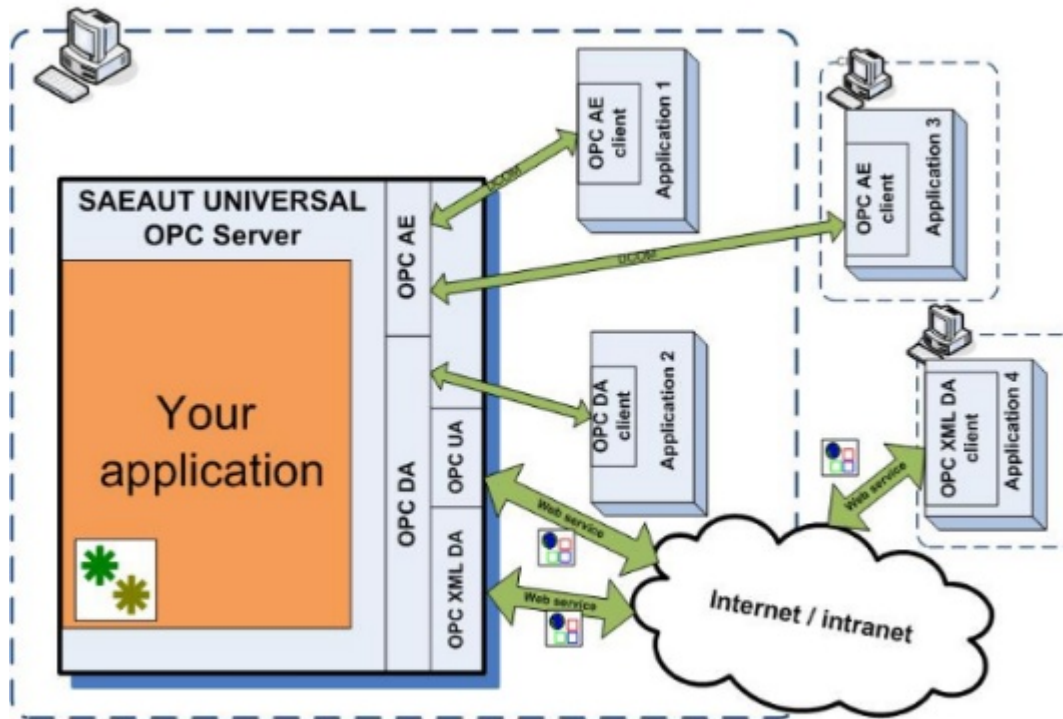 SAEAUT UNIVERSAL
OPC Server
Your
application
OPC AE
OPC DA
OPC UA
OPC XML DA
DCOM
DCOM
OPC AE
client
Application 1
OPC DA
client
Application 2
OPC AE
client
Application 3
OPC XML DA
client
Application 4
Web service
Web service
Web service
Internet / intranet